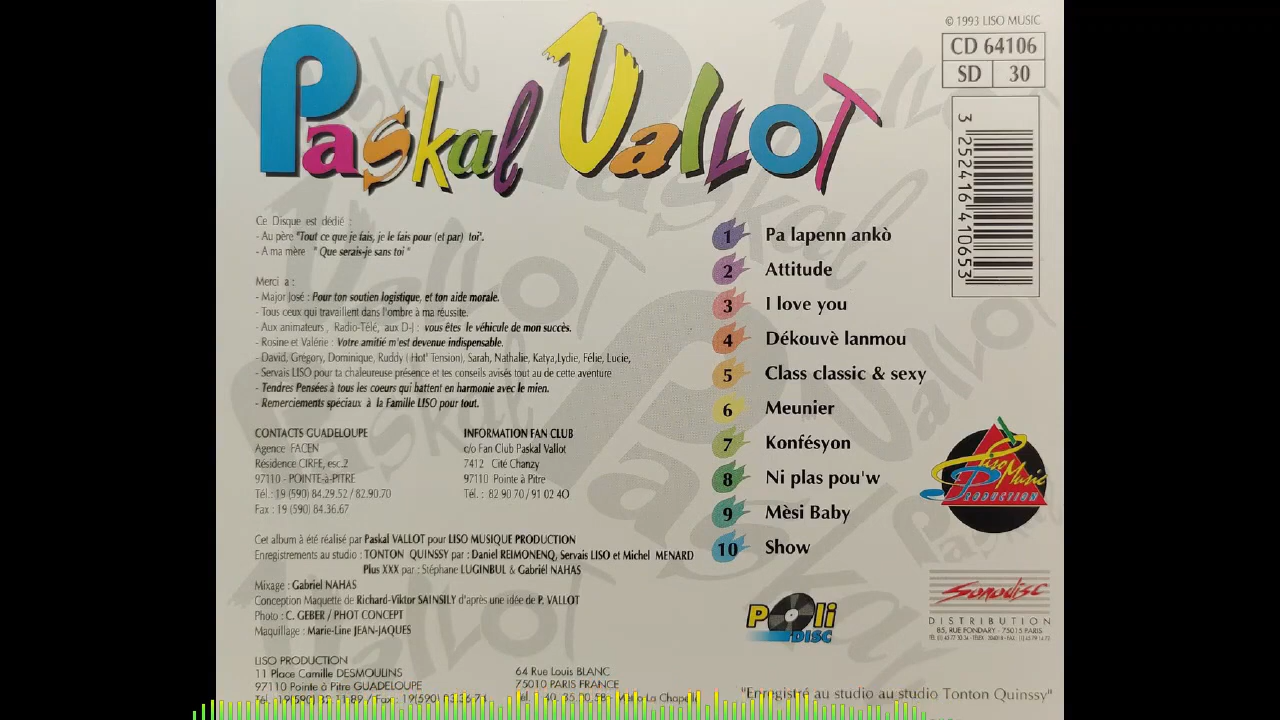 © 1993 LISO MUSIC
CD 64106
SD 30
3 252416 410653
Paskal Vallot
Ce Disque est dédié :
- Au père "Tout ce que je fais, je le fais pour (et par) toi".
- A ma mère " Que serais-je sans toi "
Merci a :
- Major José : Pour ton soutien logistique, et ton aide morale.
- Tous ceux qui travaillent dans l'ombre à ma réussite.
- Aux animateurs , Radio-Télé, aux D-J : vous êtes le véhicule de mon succès.
- Rosine et Valérie : Votre amitié m'est devenue indispensable.
- David, Grégory, Dominique, Ruddy ( Hot' Tension), Sarah, Nathalie, Katya,Lydie, Félie, Lucie,
- Servais LISO pour ta chaleureuse présence et tes conseils avisés tout au de cette aventure
- Tendres Pensées à tous les coeurs qui battent en harmonie avec le mien.
- Remerciements spéciaux à la Famille LISO pour tout.
CONTACTS GUADELOUPE
Agence FACEN
Résidence CIRFE, esc.2
97110 - POINTE-à-PITRE
Tél : 19 (590) 84.29.52 / 82.90.70
Fax : 19 (590) 84.36.67
INFORMATION FAN CLUB
c/o Fan Club Paskal Vallot
7412 Cité Chanzy
97110 Pointe à Pitre
Tél. : 82 90 70 / 91 02 40
1 Pa lapenn ankò
2 Attitude
3 I love you
4 Dékouvè lanmou
5 Class classic & sexy
6 Meunier
7 Konfésyon
8 Ni plas pou'w
9 Mèsi Baby
10 Show
Cet album à été réalisé par Paskal VALLOT pour LISO MUSIQUE PRODUCTION
Enregistrements au studio : TONTON QUINSSY par : Daniel REIMONENQ, Servais LISO et Michel MENARD
Plus XXX par : Stéphane LUGINBUL & Gabriél NAHAS
Mixage : Gabriel NAHAS
Conception Maquette de Richard-Viktor SAINSILY d'après une idée de P. VALLOT
Photo : C. GEBER / PHOT CONCEPT
Maquillage : Marie-Line JEAN-JAQUES
Liso Music
PRODUCTION
Poli
DISC
Sonodisc
DISTRIBUTION
85, RUE FONDARY - 75015 PARIS
LISO PRODUCTION
11 Place Camille DESMOULINS
97110 Pointe à Pitre GUADELOUPE
64 Rue Louis BLANC
75010 PARIS FRANCE
"Enregistré au studio au studio Tonton Quinssy"